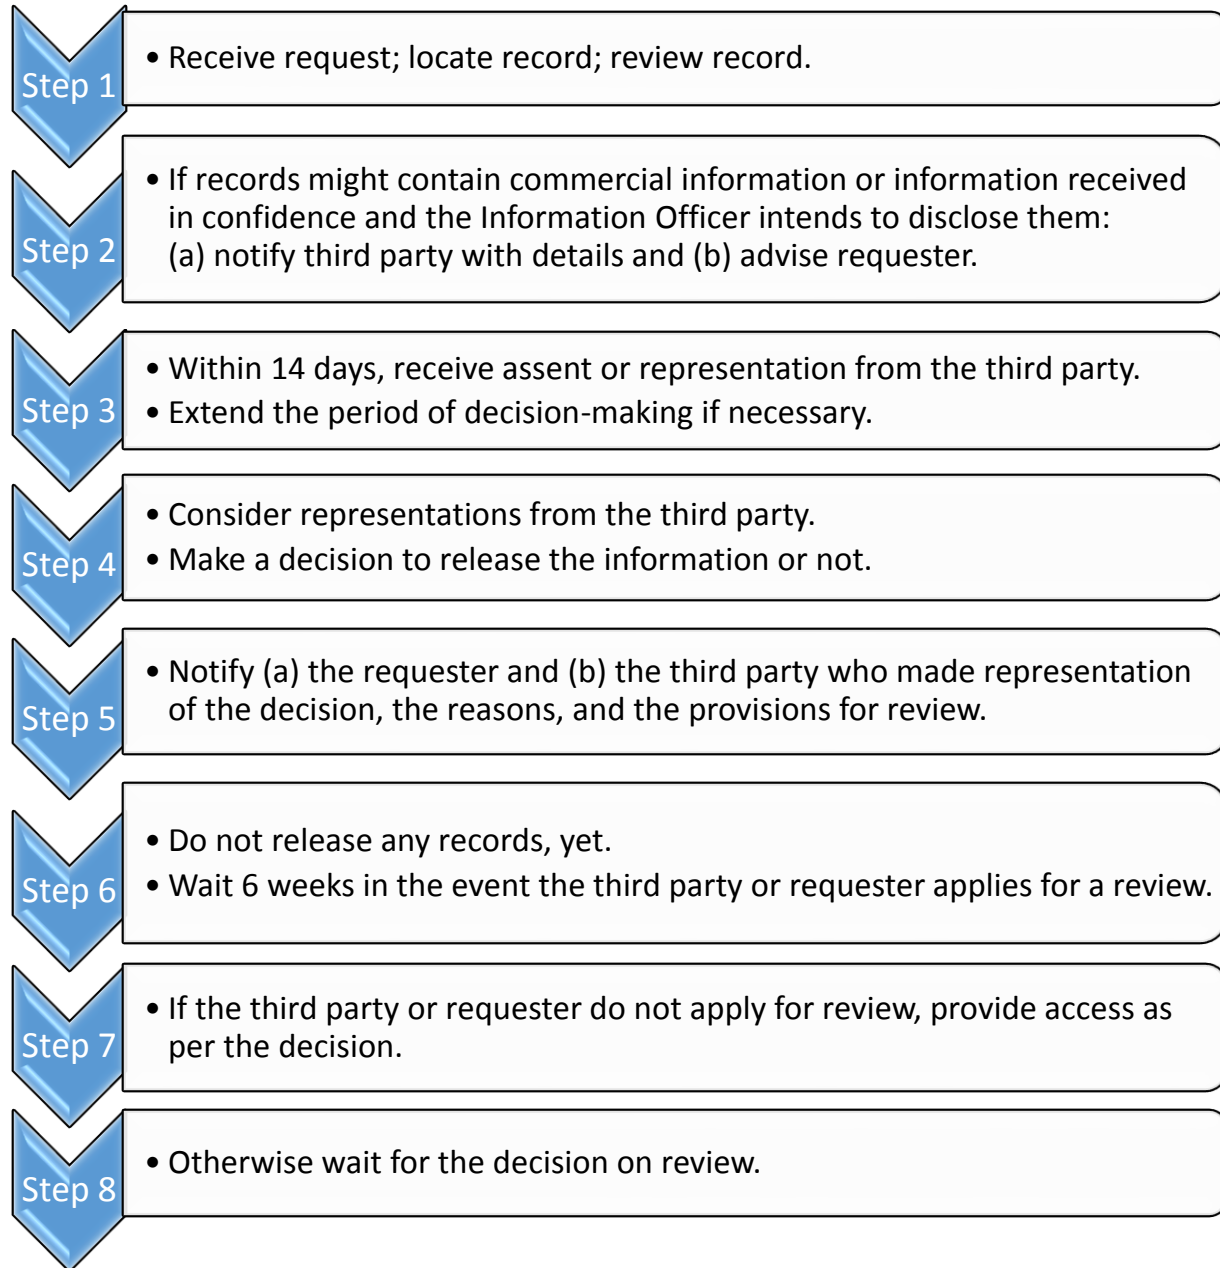 Step 1
• Receive request; locate record; review record.
Step 2
• If records might contain commercial information or information received
in confidence and the Information Officer intends to disclose them:
(a) notify third party with details and (b) advise requester.
Step 3
• Within 14 days, receive assent or representation from the third party.
• Extend the period of decision-making if necessary.
Step 4
• Consider representations from the third party.
• Make a decision to release the information or not.
Step 5
• Notify (a) the requester and (b) the third party who made representation
of the decision, the reasons, and the provisions for review.
Step 6
• Do not release any records, yet.
• Wait 6 weeks in the event the third party or requester applies for a review.
Step 7
• If the third party or requester do not apply for review, provide access as
per the decision.
Step 8
• Otherwise wait for the decision on review.